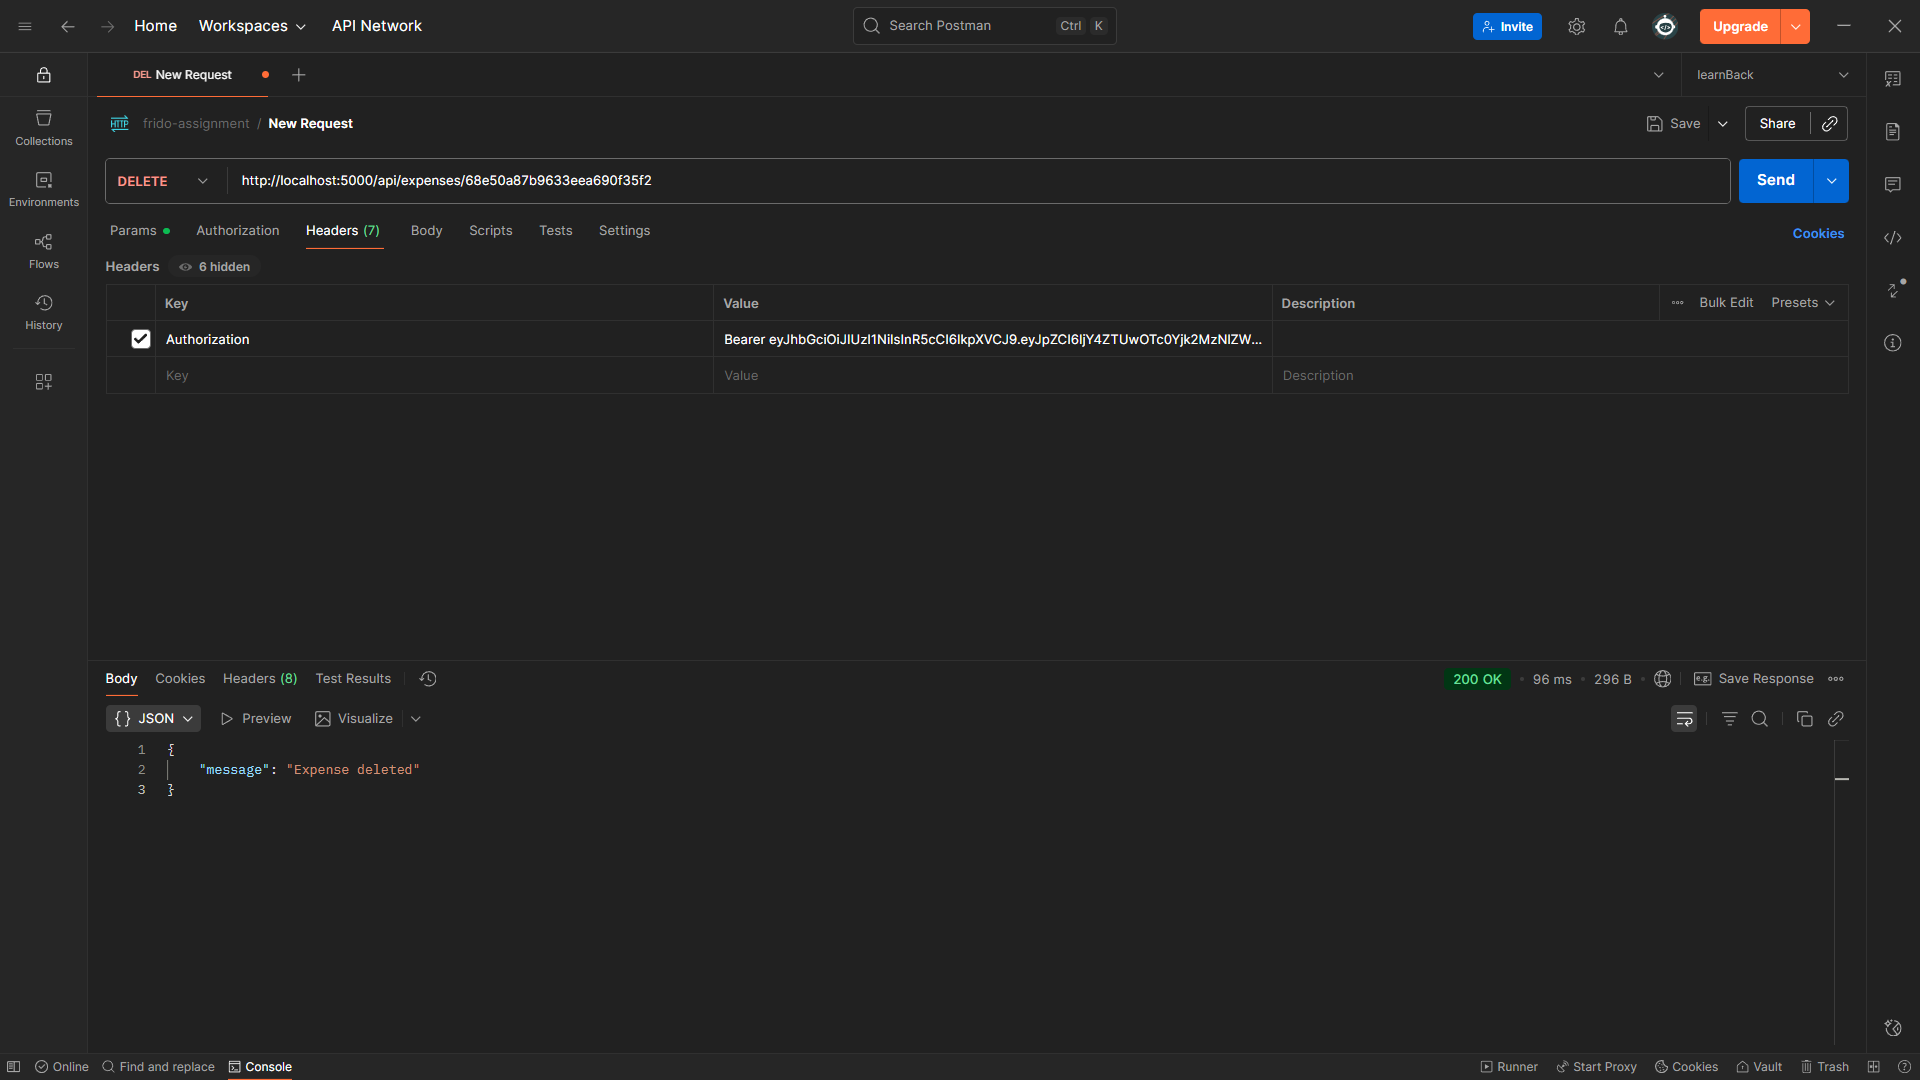 Home Workspaces API Network Search Postman Ctrl K Invite Upgrade
DEL New Request learnBack
HTTP frido-assignment / New Request Save Share
Collections
DELETE http://localhost:5000/api/expenses/68e50a87b9633eea690f35f2 Send
Environments
Params Authorization Headers (7) Body Scripts Tests Settings Cookies
Flows
Headers 6 hidden
Key Value Description Bulk Edit Presets
History
Authorization Bearer eyJhbGciOiJIUzI1NiIsInR5cCI6IkpXVCJ9.eyJpZCI6IjY4ZTUwOTc0Yjk2MzNlZW...
Key Value Description
Body Cookies Headers (8) Test Results 200 OK 96 ms 296 B e.g. Save Response
{} JSON Preview Visualize
1 {
2 "message": "Expense deleted"
3 }
Online Find and replace Console Runner Start Proxy Cookies Vault Trash